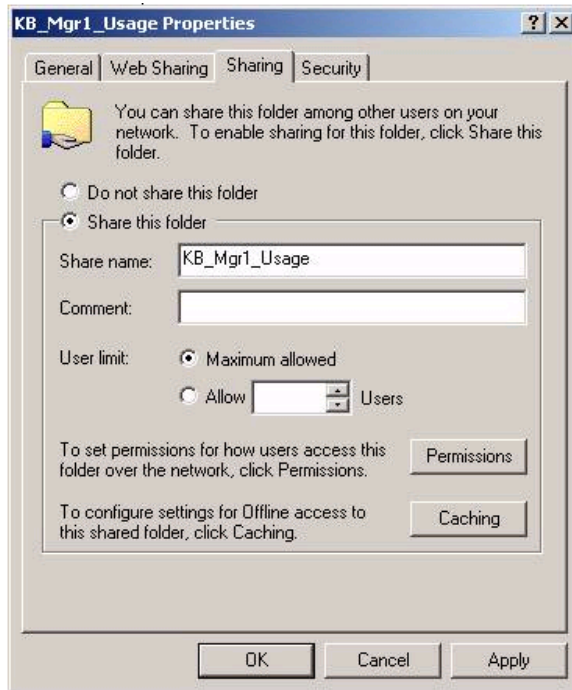 KB_Mgr1_Usage Properties
General Web Sharing Sharing Security
You can share this folder among other users on your
network. To enable sharing for this folder, click Share this
folder.
Do not share this folder
Share this folder
Share name: KB_Mgr1_Usage
Comment:
User limit: Maximum allowed
Allow Users
To set permissions for how users access this
folder over the network, click Permissions.
Permissions
To configure settings for Offline access to
this shared folder, click Caching.
Caching
OK Cancel Apply